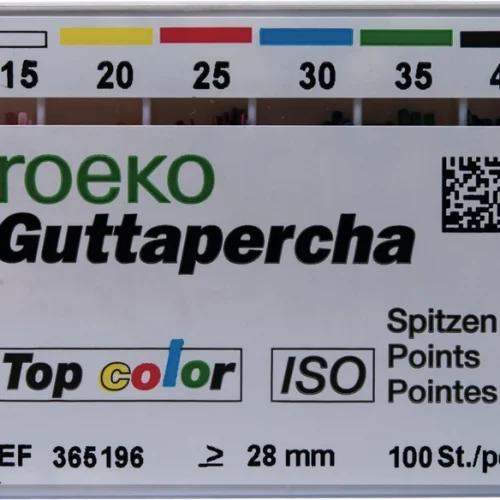 15 20 25 30 35 4
roeko
Guttapercha
Spitzen
Points
Pointes
Top color
ISO
EF 365196 ≥ 28 mm 100 St./p